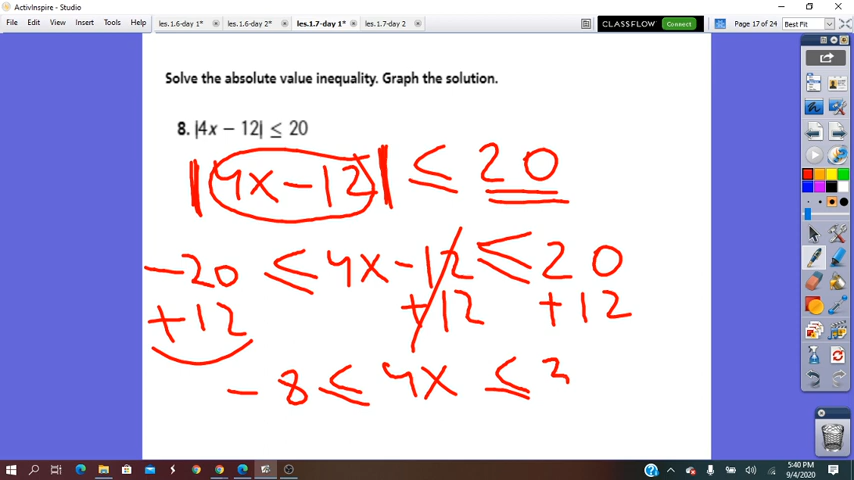 ActivInspire - Studio
File Edit View Insert Tools Help
les.1.6-day 1* les.1.6-day 2* les.1.7-day 1* les.1.7-day 2
CLASSFLOW Connect
Page 17 of 24 Best Fit
Solve the absolute value inequality. Graph the solution.
8. |4x − 12| ≤ 20
|4x − 12| ≤ 20
−20 ≤ 4x − 12 ≤ 20
+12 +12 +12
−8 ≤ 4x ≤ 3
5:40 PM
9/4/2020